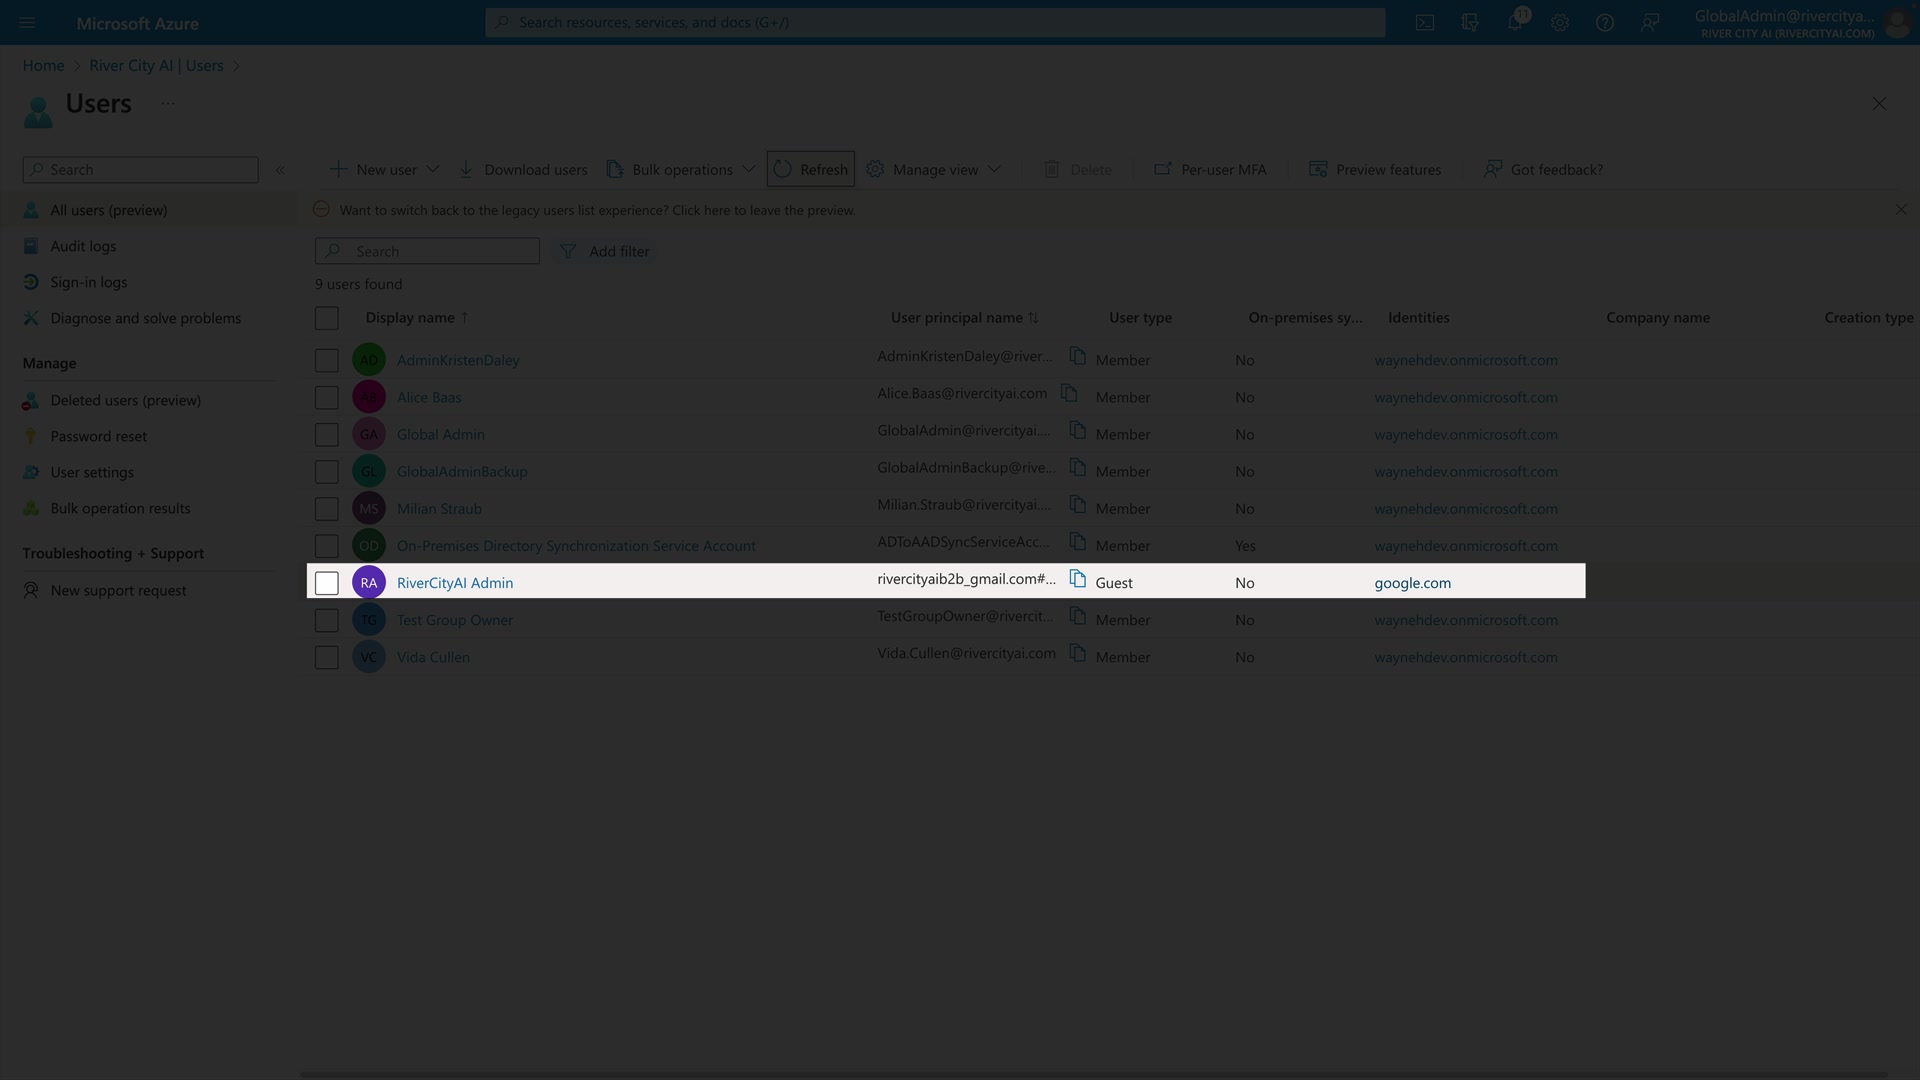 Microsoft Azure
Search resources, services, and docs (G+/)
11
GlobalAdmin@rivercitya...
RIVER CITY AI (RIVERCITYAI.COM)
Home > River City AI | Users >
Users ...
Search
«
New user
Download users
Bulk operations
Refresh
Manage view
Delete
Per-user MFA
Preview features
Got feedback?
All users (preview)
Audit logs
Sign-in logs
Diagnose and solve problems
Manage
Deleted users (preview)
Password reset
User settings
Bulk operation results
Troubleshooting + Support
New support request
Want to switch back to the legacy users list experience? Click here to leave the preview.
Search
Add filter
9 users found
Display name ↑ User principal name ↑↓ User type On-premises sy... Identities Company name Creation type
AD AdminKristenDaley AdminKristenDaley@river... Member No waynehdev.onmicrosoft.com
AB Alice Baas Alice.Baas@rivercityai.com Member No waynehdev.onmicrosoft.com
GA Global Admin GlobalAdmin@rivercityai.... Member No waynehdev.onmicrosoft.com
GL GlobalAdminBackup GlobalAdminBackup@rive... Member No waynehdev.onmicrosoft.com
MS Milian Straub Milian.Straub@rivercityai.... Member No waynehdev.onmicrosoft.com
OD On-Premises Directory Synchronization Service Account ADToAADSyncServiceAcc... Member Yes waynehdev.onmicrosoft.com
RA RiverCityAI Admin rivercityaib2b_gmail.com#... Guest No google.com
TG Test Group Owner TestGroupOwner@rivercit... Member No waynehdev.onmicrosoft.com
VC Vida Cullen Vida.Cullen@rivercityai.com Member No waynehdev.onmicrosoft.com